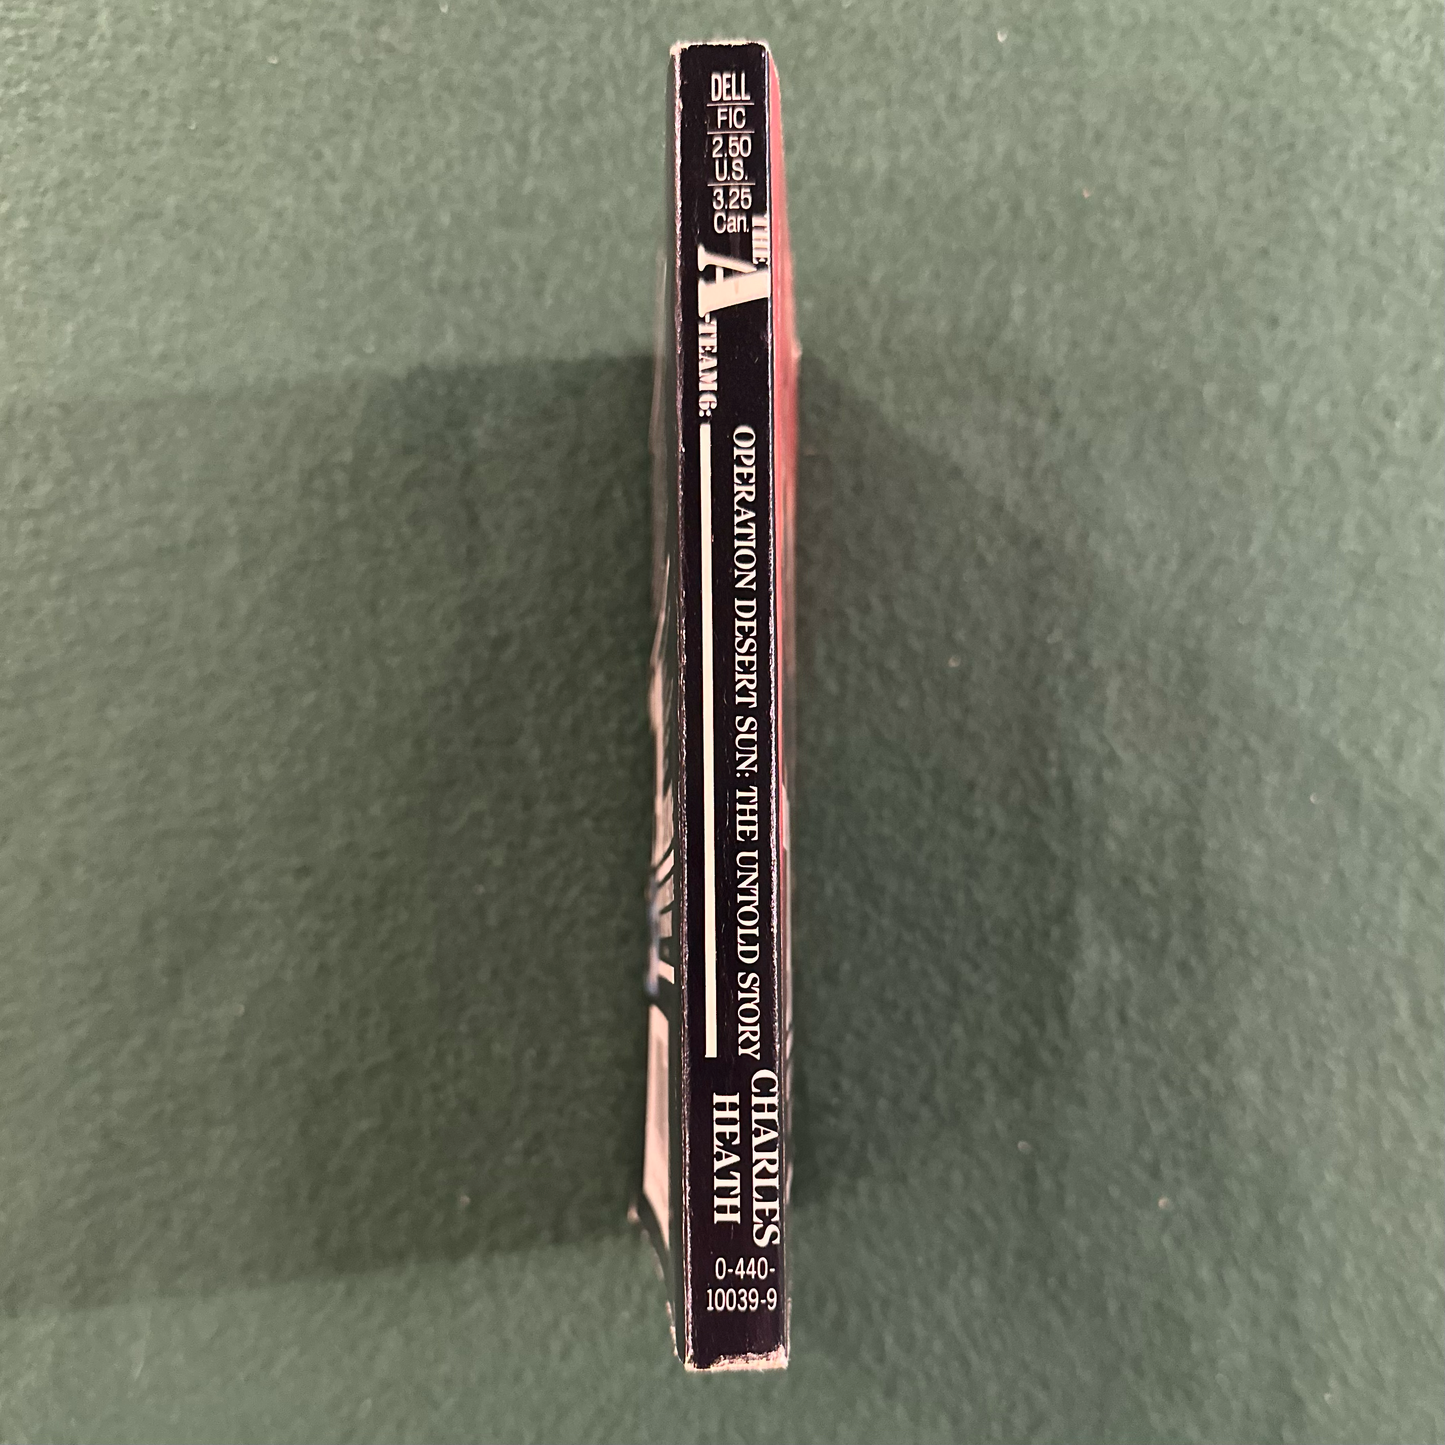 DELL
FIC
2.50
U.S.
3.25
Can.
THE
A-TEAM 6:
OPERATION DESERT SUN: THE UNTOLD STORY
CHARLES
HEATH
0-440-
10039-9